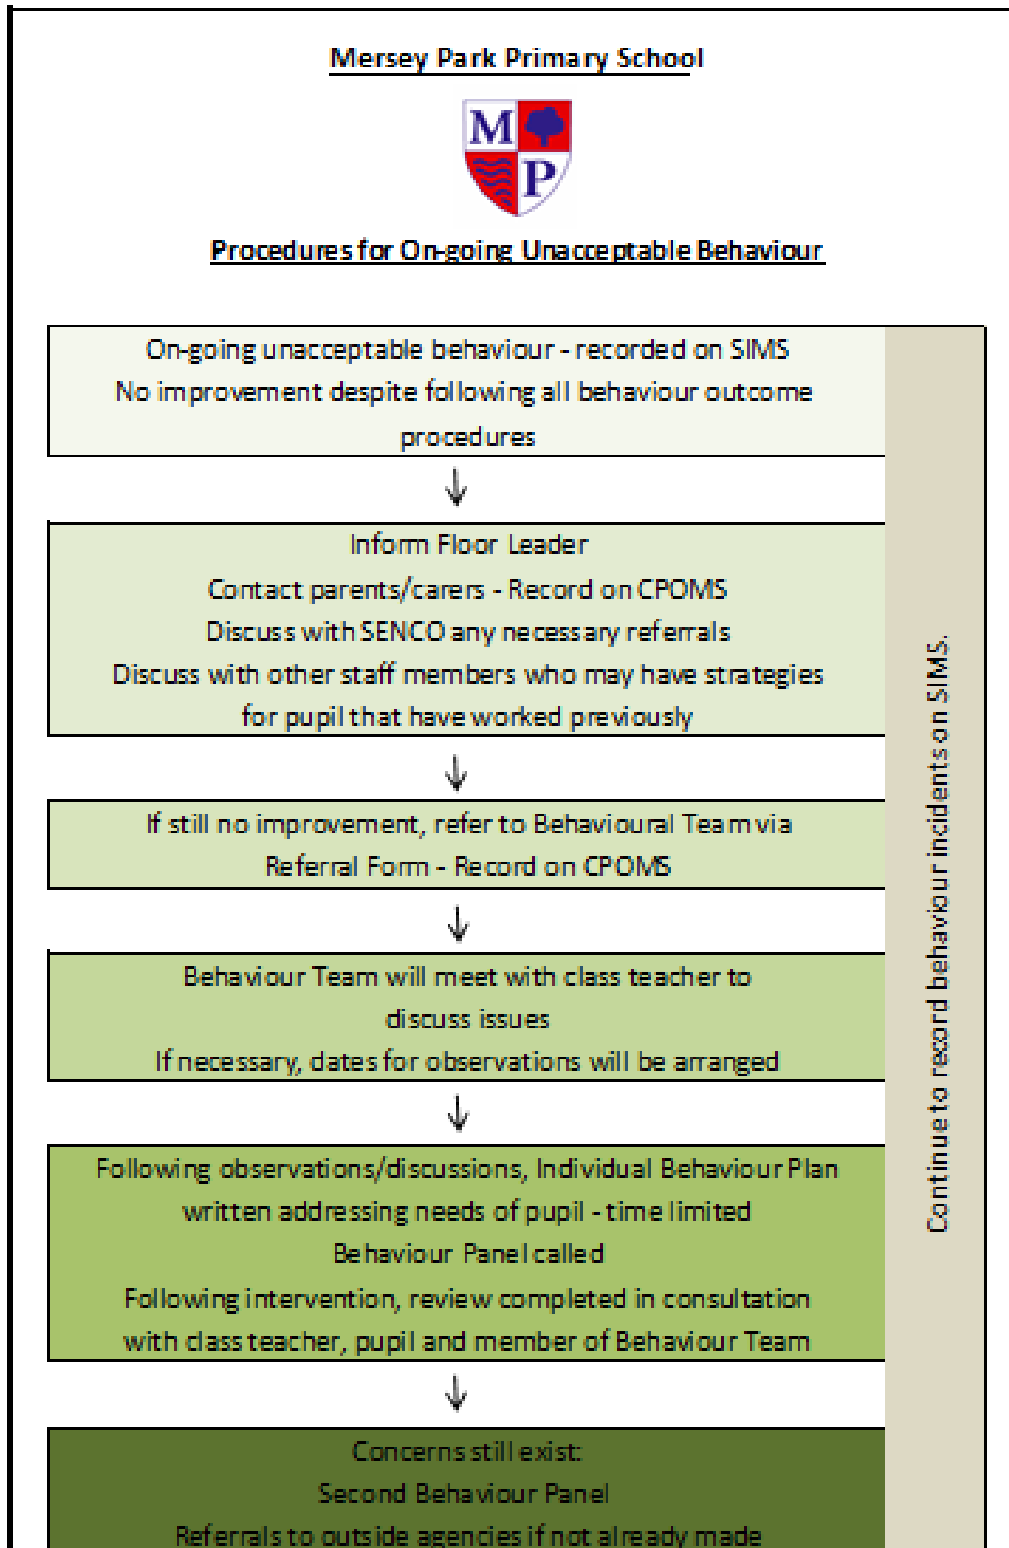 Mersey Park Primary School
M
P
Procedures for On-going Unacceptable Behaviour
On-going unacceptable behaviour - recorded on SIMS
No improvement despite following all behaviour outcome
procedures
Inform Floor Leader
Contact parents/carers - Record on CPOMS
Discuss with SENCO any necessary referrals
Discuss with other staff members who may have strategies
for pupil that have worked previously
If still no improvement, refer to Behavioural Team via
Referral Form - Record on CPOMS
Behaviour Team will meet with class teacher to
discuss issues
If necessary, dates for observations will be arranged
Following observations/discussions, Individual Behaviour Plan
written addressing needs of pupil - time limited
Behaviour Panel called
Following intervention, review completed in consultation
with class teacher, pupil and member of Behaviour Team
Concerns still exist:
Second Behaviour Panel
Referrals to outside agencies if not already made
Continue to record behaviour incidents on SIMS.